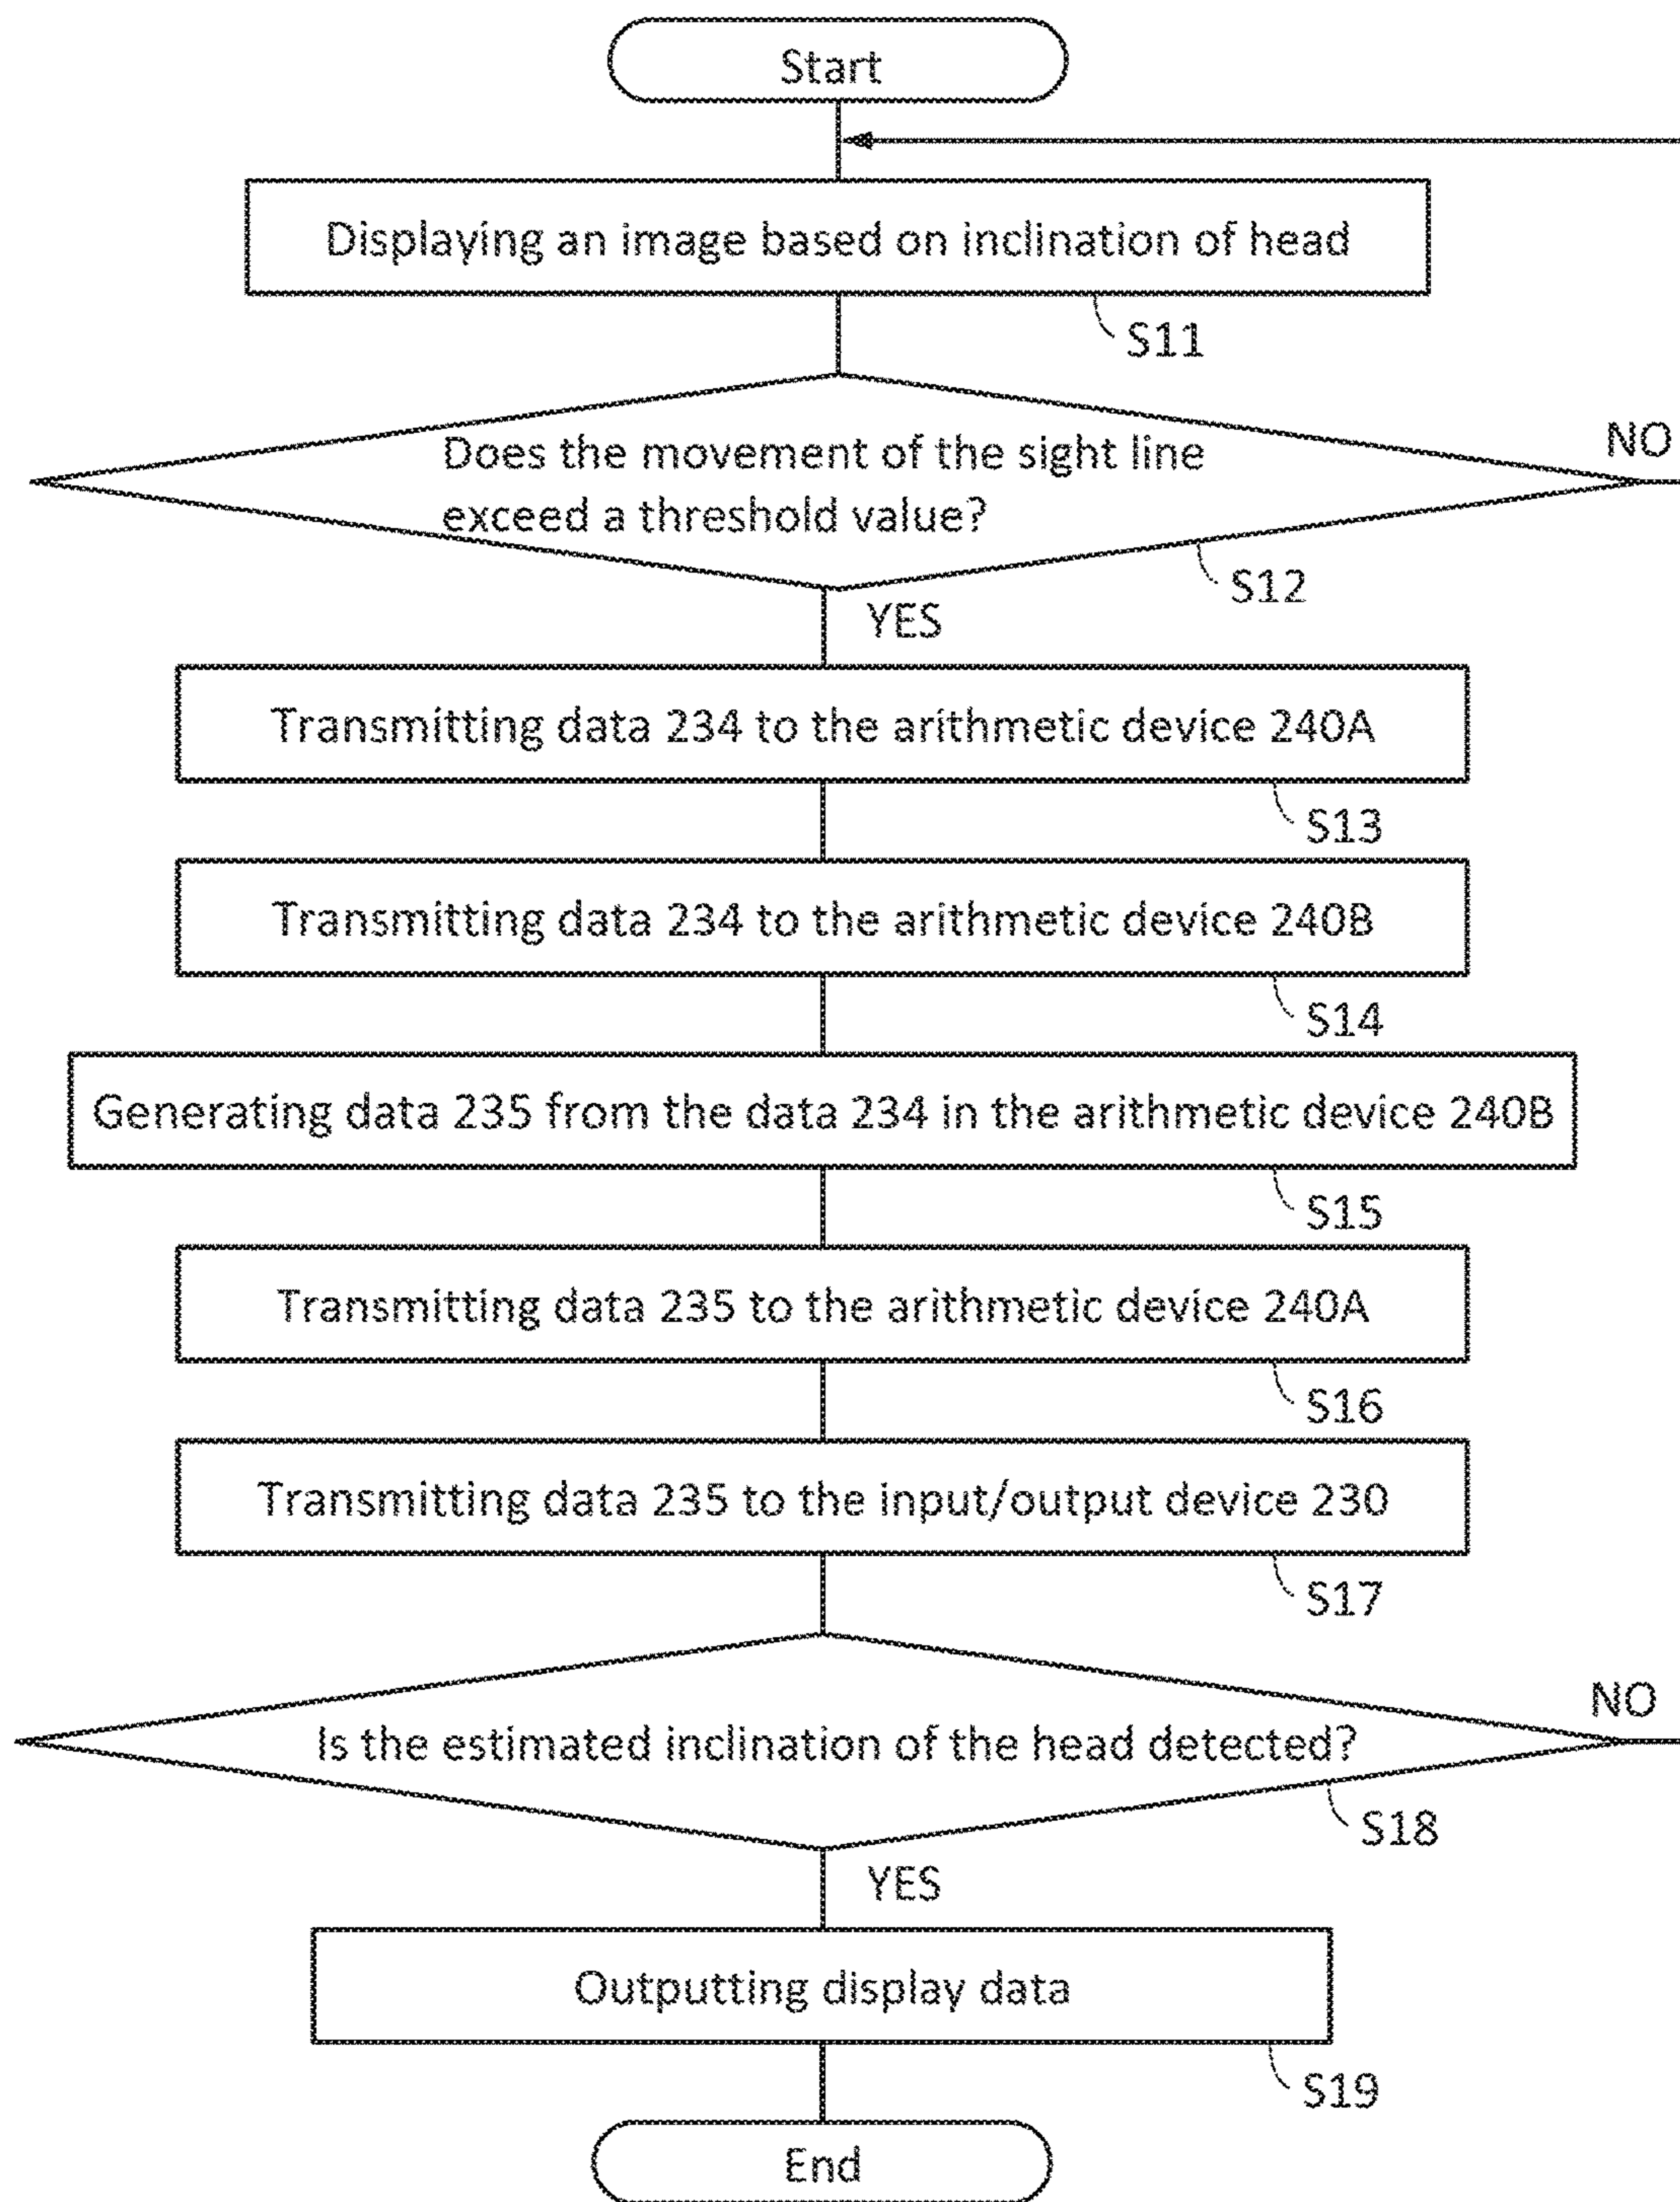 Start
Displaying an image based on inclination of head
S11
Does the movement of the sight line
exceed a threshold value?
NO
S12
YES
Transmitting data 234 to the arithmetic device 240A
S13
Transmitting data 234 to the arithmetic device 240B
S14
Generating data 235 from the data 234 in the arithmetic device 240B
S15
Transmitting data 235 to the arithmetic device 240A
S16
Transmitting data 235 to the input/output device 230
S17
Is the estimated inclination of the head detected?
NO
S18
YES
Outputting display data
S19
End